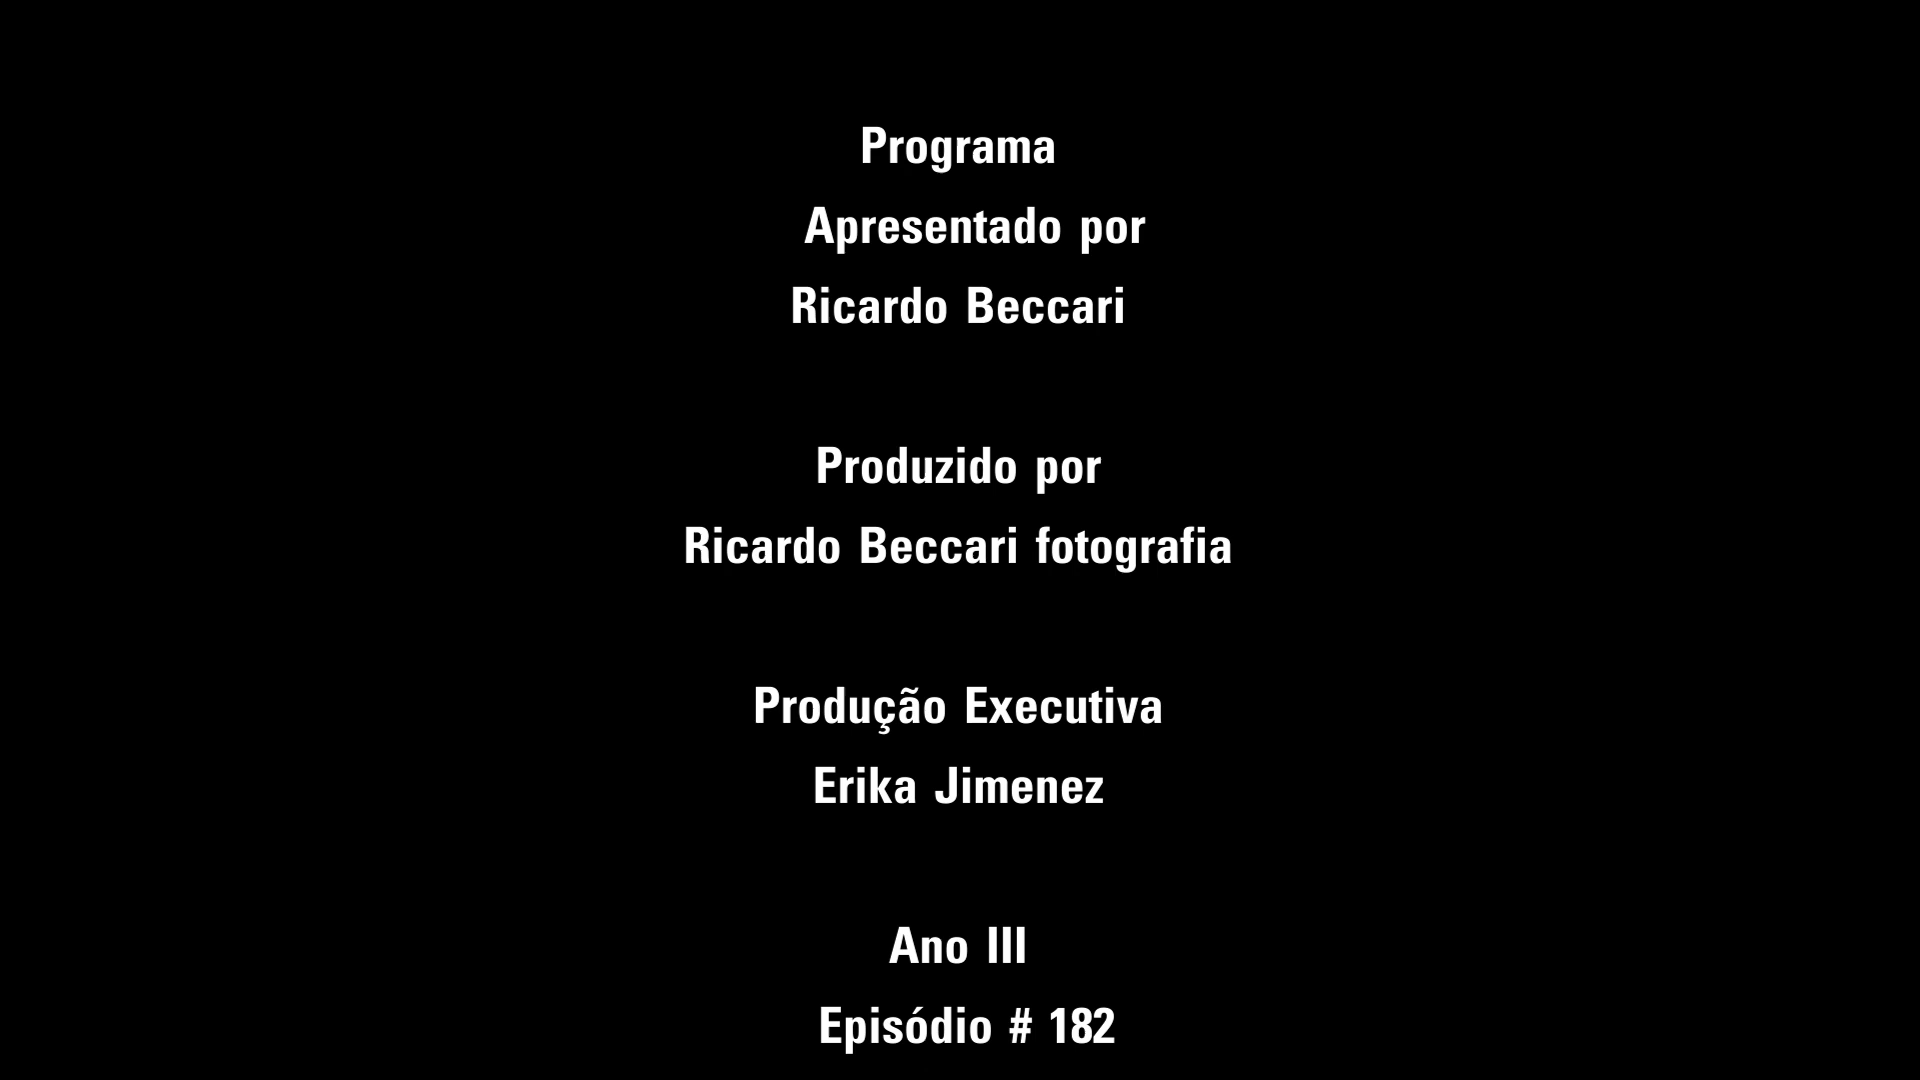 Programa
Apresentado por
Ricardo Beccari
Produzido por
Ricardo Beccari fotografia
Produção Executiva
Erika Jimenez
Ano III
Episódio # 182